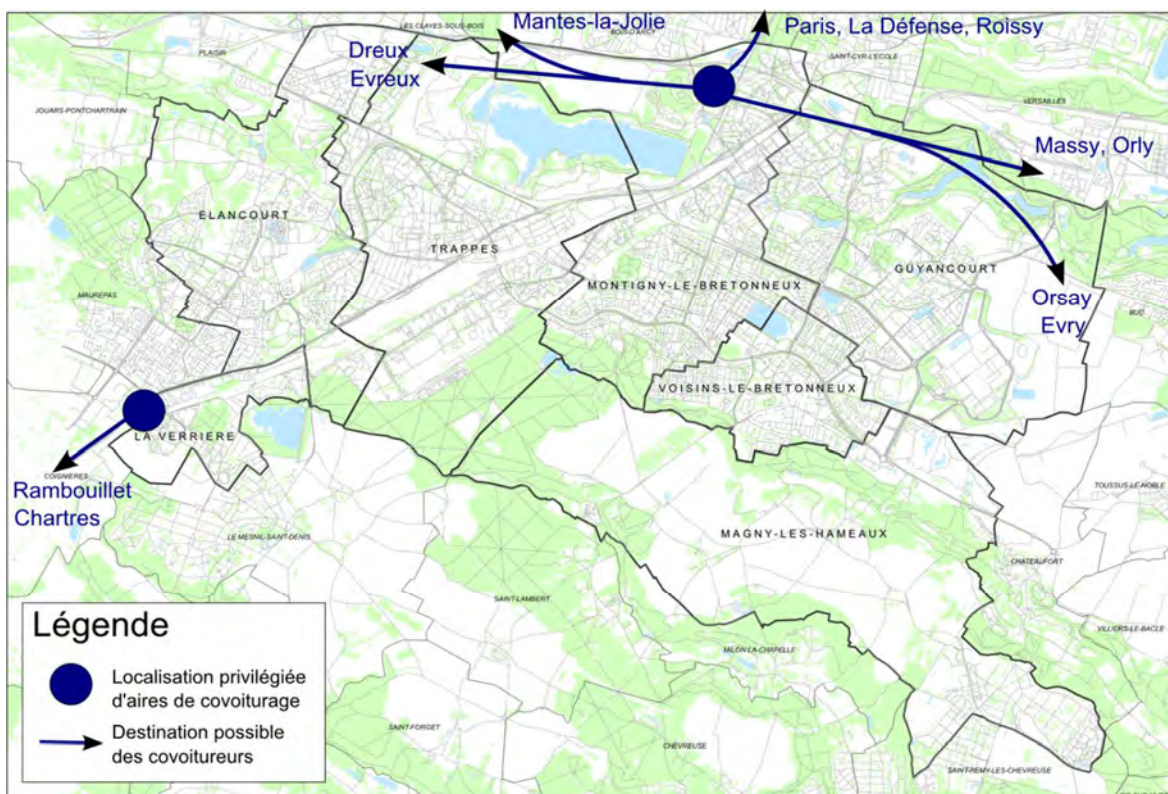 LES CLAYES-SOUS-BOIS
Mantes-la-Jolie
BOIS-D'ARCY
Paris, La Défense, Roissy
PLAISIR
Dreux
Evreux
SAINT-CYR-L'ECOLE
JOUARS-PONTCHARTRAIN
VERSAILLES
Massy, Orly
ELANCOURT
TRAPPES
MONTIGNY-LE-BRETONNEUX
GUYANCOURT
MAUREPAS
Orsay
Evry
BUC
VOISINS-LE-BRETONNEUX
LA VERRIERE
COIGNIERES
Rambouillet
Chartres
TOUSSUS-LE-NOBLE
LE MESNIL-SAINT-DENIS
MAGNY-LES-HAMEAUX
CHATEAUFORT
SAINT-LAMBERT
VILLIERS-LE-BACLE
MILON-LA-CHAPELLE
SAINT-FORGET
CHEVREUSE
SAINT-REMY-LES-CHEVREUSE
Légende
Localisation privilégiée
d'aires de covoiturage
Destination possible
des covoitureurs